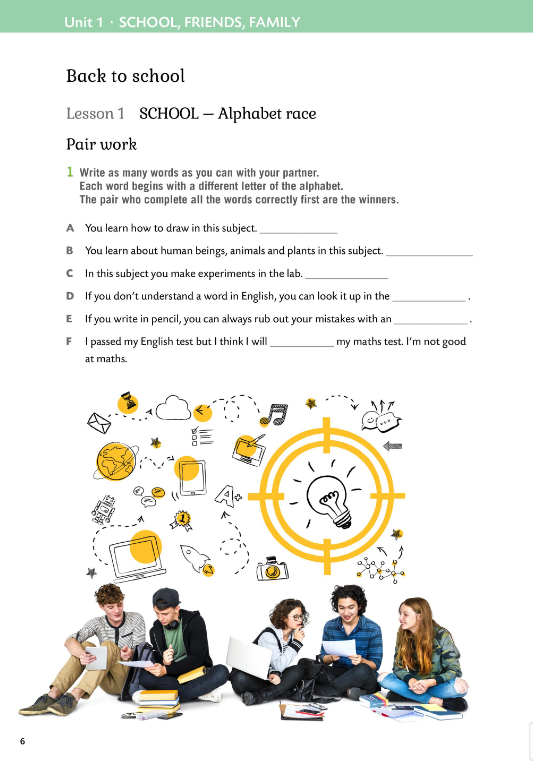 Unit 1 · SCHOOL, FRIENDS, FAMILY
Back to school
Lesson 1 SCHOOL – Alphabet race
Pair work
1 Write as many words as you can with your partner.
Each word begins with a different letter of the alphabet.
The pair who complete all the words correctly first are the winners.
A You learn how to draw in this subject. ______________
B You learn about human beings, animals and plants in this subject. ________________
C In this subject you make experiments in the lab. _______________
D If you don't understand a word in English, you can look it up in the _____________ .
E If you write in pencil, you can always rub out your mistakes with an _____________ .
F I passed my English test but I think I will ____________ my maths test. I'm not good
at maths.
A+
1
6